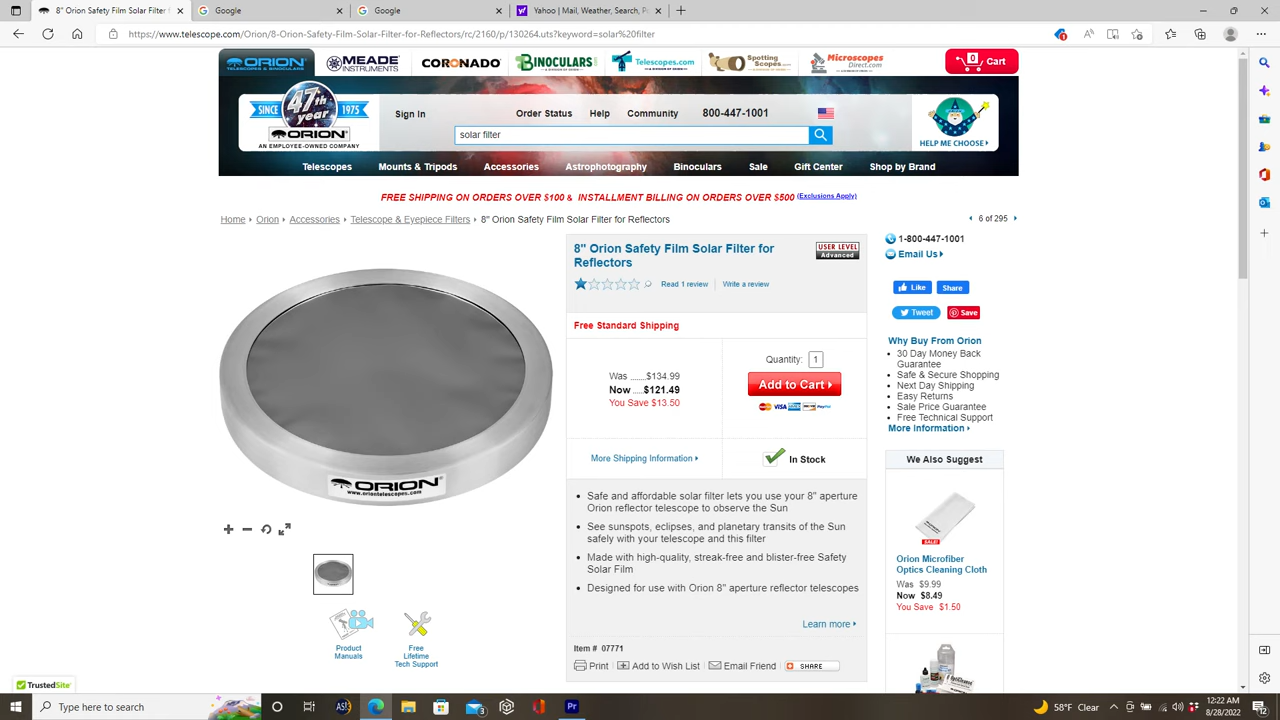 8" Orion Safety Film Solar Filter
Google
solar
Google
Search,
https://www.telescope.com/Orion/8-Orion-Safety-Film-Solar-Filter-for-Reflectors/rc/2160/p/130264.uts?keyword=solar%20filter
ORION
TELESCOPES & BINOCULARS
MEADE
INSTRUMENTS
CORONADO
BINOCULARS
Telescopes.com
Spotting
Scopes.com
Microscopes
Direct.com
0
Cart
SINCE 47th year 1975
ORION
AN EMPLOYEE-OWNED COMPANY
Sign In
Order Status
Help
Community
800-447-1001
solar filter
HELP ME CHOOSE
Telescopes
Mounts & Tripods
Accessories
Astrophotography
Binoculars
Sale
Gift Center
Shop by Brand
FREE SHIPPING ON ORDERS OVER $100 & INSTALLMENT BILLING ON ORDERS OVER $500 (Exclusions Apply)
Home Orion Accessories Telescope & Eyepiece Filters 8" Orion Safety Film Solar Filter for Reflectors
6 of 295
ORION
www.oriontelescopes.com
Product
Manuals
Free
Lifetime
Tech Support
8" Orion Safety Film Solar Filter for
Reflectors
USER LEVEL
Advanced
Read 1 review
Write a review
Free Standard Shipping
Was .......$134.99
Now .....$121.49
You Save $13.50
Quantity: 1
Add to Cart
VISA
PayPal
More Shipping Information
In Stock
Safe and affordable solar filter lets you use your 8" aperture
Orion reflector telescope to observe the Sun
See sunspots, eclipses, and planetary transits of the Sun
safely with your telescope and this filter
Made with high-quality, streak-free and blister-free Safety
Solar Film
Designed for use with Orion 8" aperture reflector telescopes
Learn more
Item # 07771
Print
Add to Wish List
Email Friend
SHARE
1-800-447-1001
Email Us
Like
Share
Tweet
Save
Why Buy From Orion
30 Day Money Back
Guarantee
Safe & Secure Shopping
Next Day Shipping
Easy Returns
Sale Price Guarantee
Free Technical Support
More Information
We Also Suggest
SALE!
Orion Microfiber
Optics Cleaning Cloth
Was $9.99
Now $8.49
You Save $1.50
TrustedSite
Type here to search
3
Pr
58°F Clear
12:22 AM
8/28/2022
12